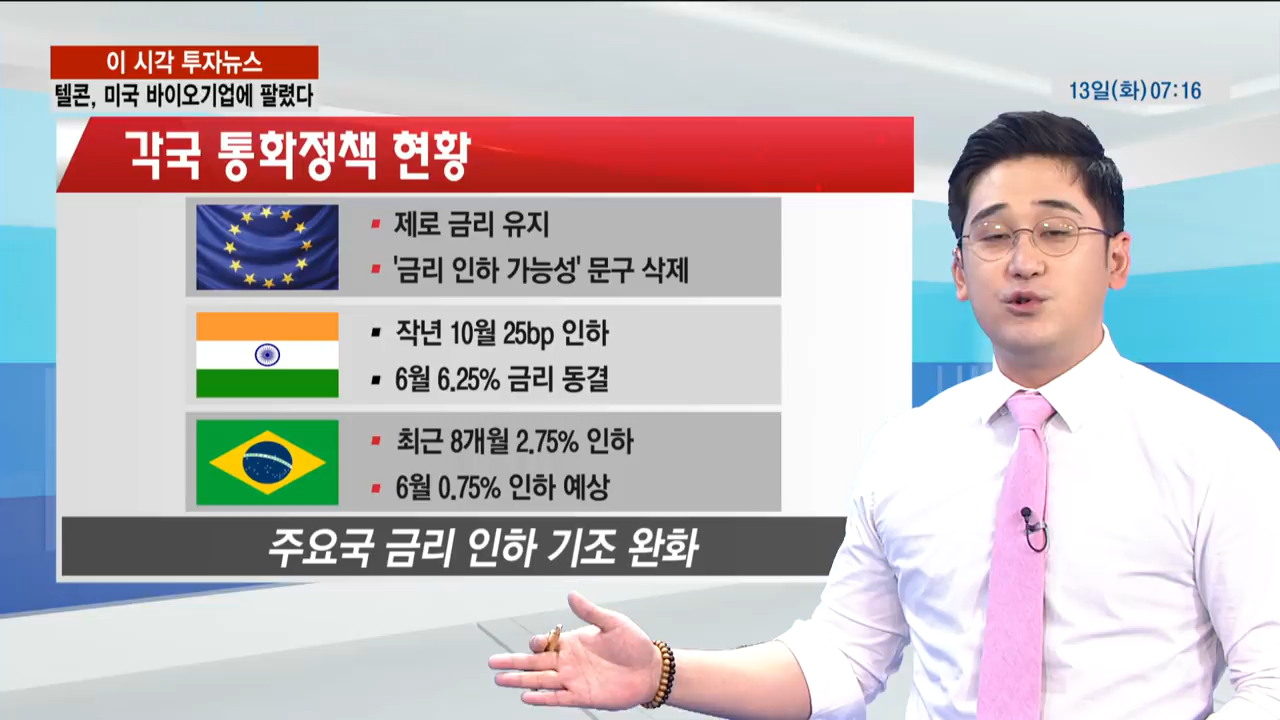 이 시각 투자뉴스
텔콘, 미국 바이오기업에 팔렸다
13일(화) 07:16
각국 통화정책 현황
제로 금리 유지
'금리 인하 가능성' 문구 삭제
작년 10월 25bp 인하
6월 6.25% 금리 동결
최근 8개월 2.75% 인하
6월 0.75% 인하 예상
주요국 금리 인하 기조 완화